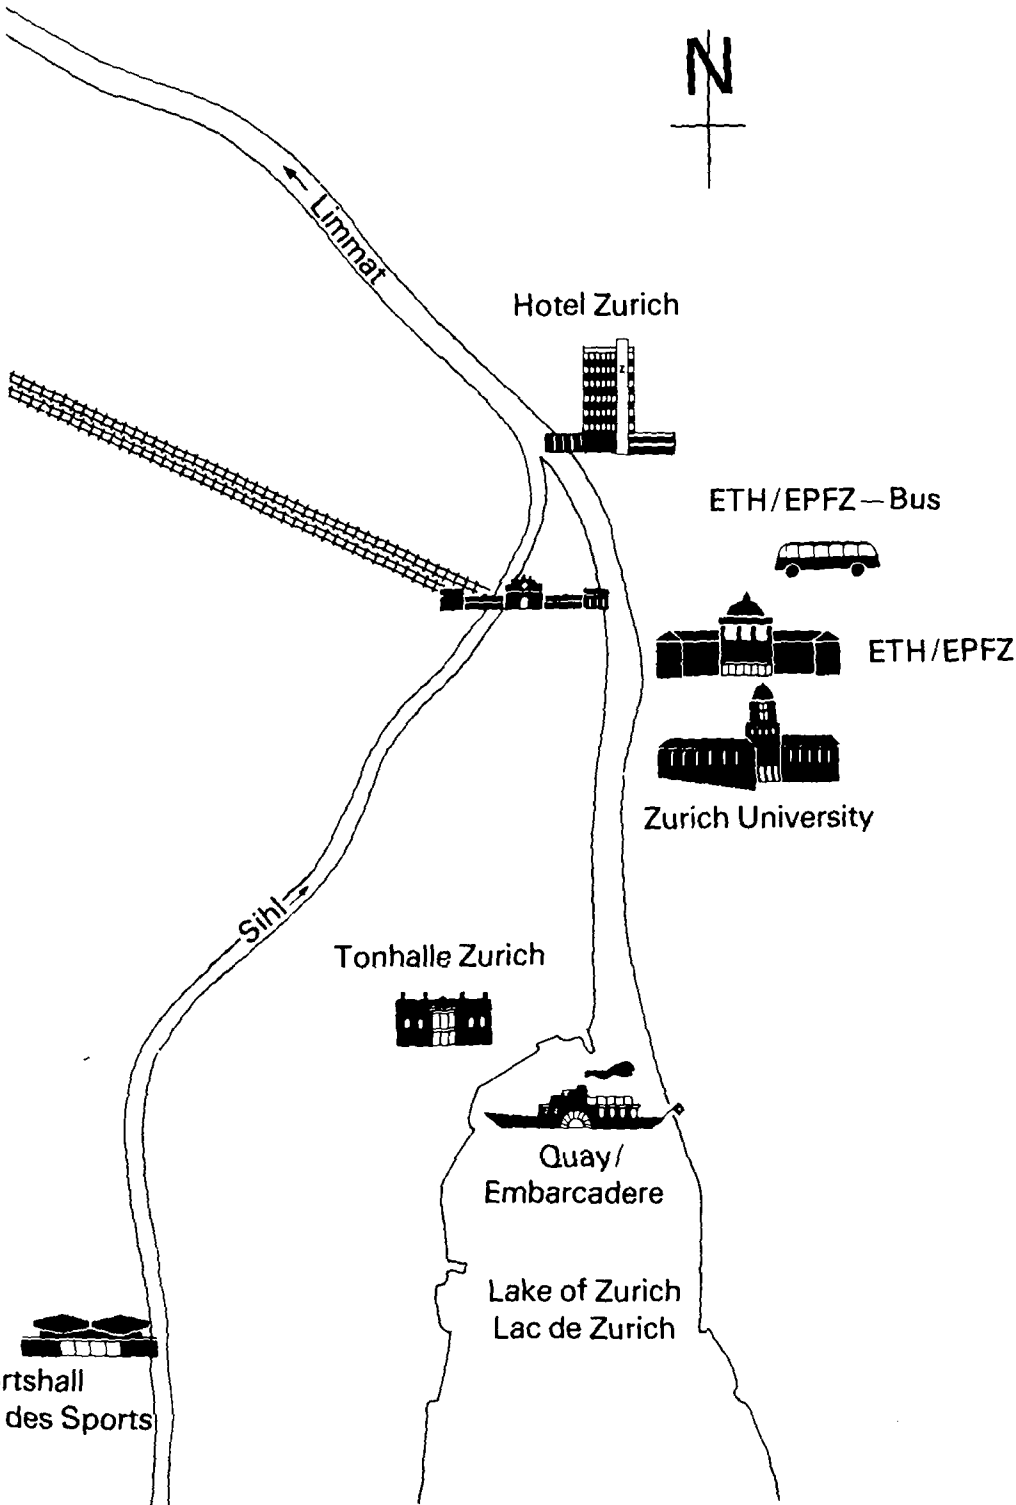 N
Limmat
Hotel Zurich
Z
ETH/EPFZ–Bus
ETH/EPFZ
Zurich University
Sihl
Tonhalle Zurich
Quay/
Embarcadere
Lake of Zurich
Lac de Zurich
rtshall
des Sports